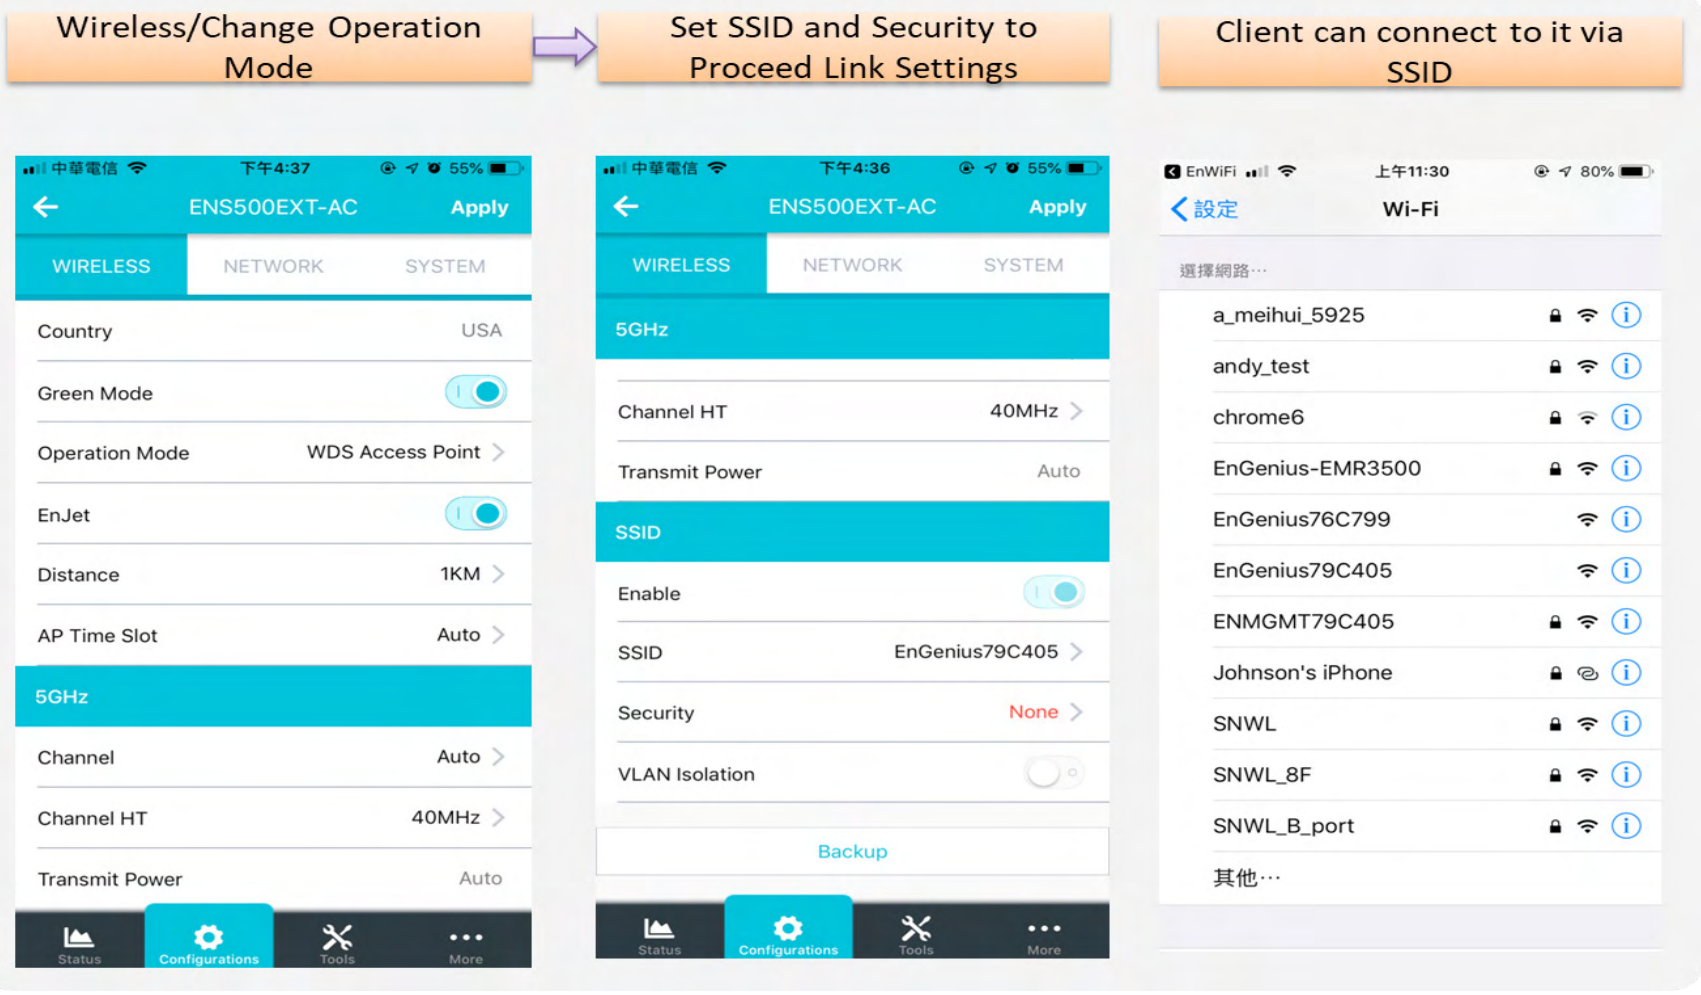 Wireless/Change Operation
Mode
Set SSID and Security to
Proceed Link Settings
Client can connect to it via
SSID
中華電信 下午4:37 55%
ENS500EXT-AC Apply
WIRELESS NETWORK SYSTEM
Country USA
Green Mode
Operation Mode WDS Access Point
EnJet
Distance 1KM
AP Time Slot Auto
5GHz
Channel Auto
Channel HT 40MHz
Transmit Power Auto
Status Configurations Tools More
中華電信 下午4:36 55%
ENS500EXT-AC Apply
WIRELESS NETWORK SYSTEM
5GHz
Channel HT 40MHz
Transmit Power Auto
SSID
Enable
SSID EnGenius79C405
Security None
VLAN Isolation
Backup
Status Configurations Tools More
EnWiFi 上午11:30 80%
設定 Wi-Fi
選擇網路…
a_meihui_5925
andy_test
chrome6
EnGenius-EMR3500
EnGenius76C799
EnGenius79C405
ENMGMT79C405
Johnson's iPhone
SNWL
SNWL_8F
SNWL_B_port
其他…